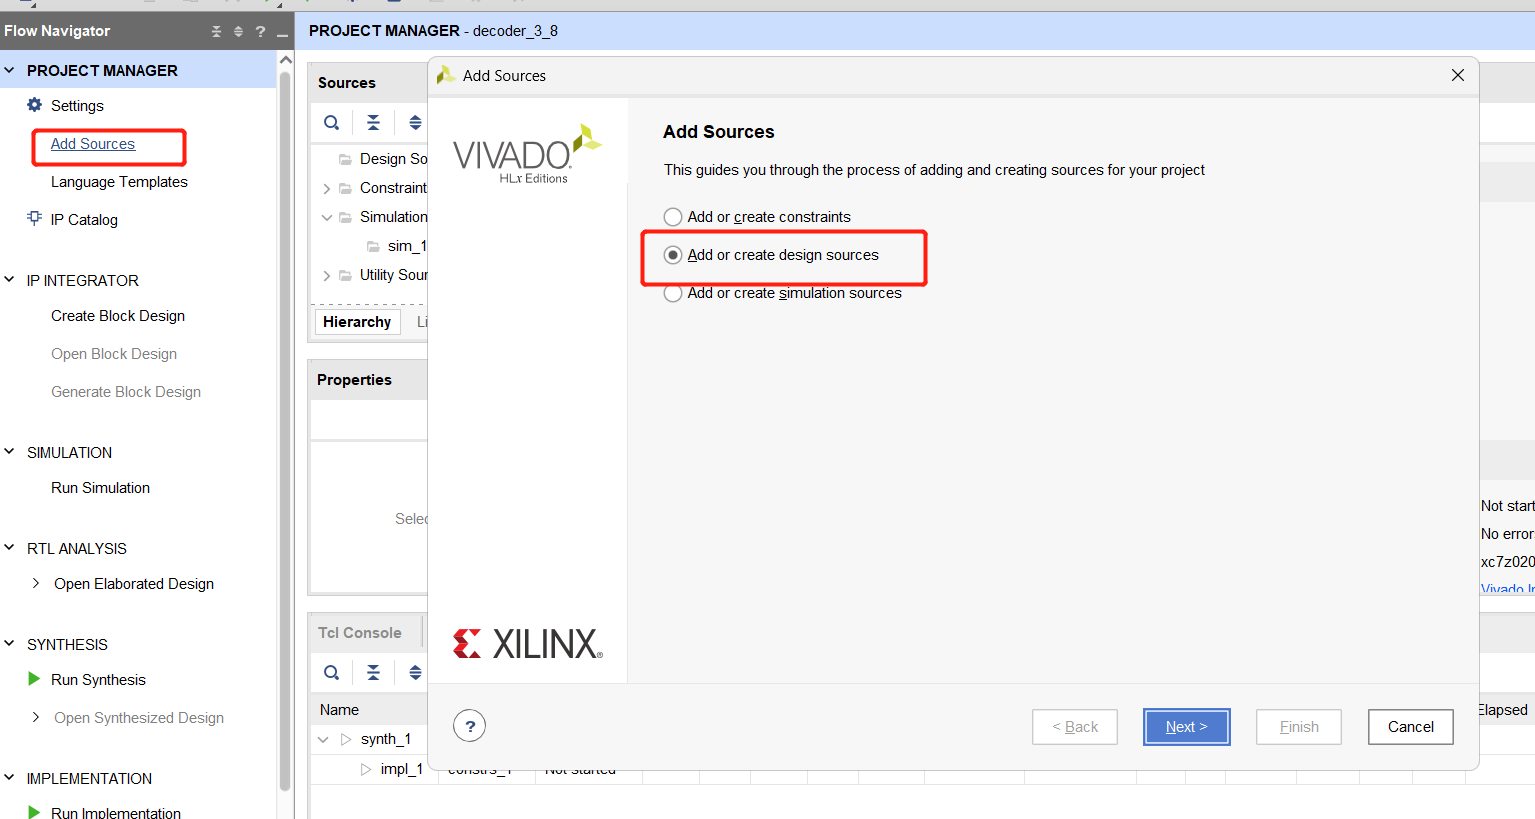 Flow Navigator
?
PROJECT MANAGER
Settings
Add Sources
Language Templates
IP Catalog
IP INTEGRATOR
Create Block Design
Open Block Design
Generate Block Design
SIMULATION
Run Simulation
RTL ANALYSIS
Open Elaborated Design
SYNTHESIS
Run Synthesis
Open Synthesized Design
IMPLEMENTATION
Run Implementation
PROJECT MANAGER - decoder_3_8
Sources
Design So
Constraint
Simulation
sim_1
Utility Sour
Hierarchy Li
Properties
Selec
Tcl Console
Name
synth_1
impl_1 constrs_1 Not started
Add Sources
VIVADO
HLx Editions
XILINX
Add Sources
This guides you through the process of adding and creating sources for your project
Add or create constraints
Add or create design sources
Add or create simulation sources
?
< Back
Next >
Finish
Cancel
Not start
No error
xc7z020
Vivado I
Elapsed